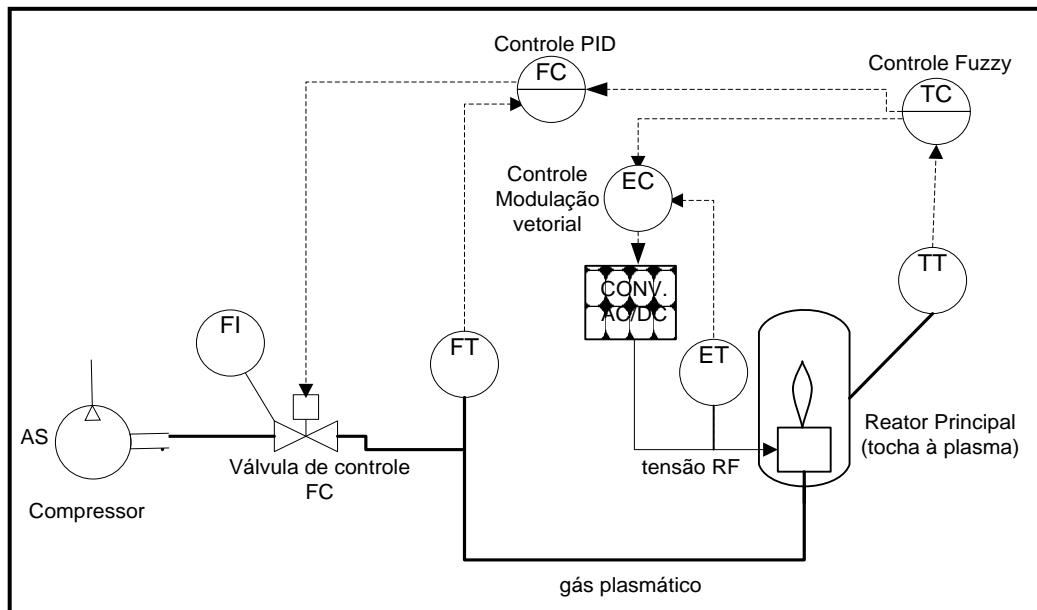 Controle PID
FC
Controle Fuzzy
TC
Controle
Modulação
vetorial
EC
TT
CONV.
AC/DC
FI
FT
ET
AS
Válvula de controle
FC
tensão RF
Reator Principal
(tocha à plasma)
Compressor
gás plasmático